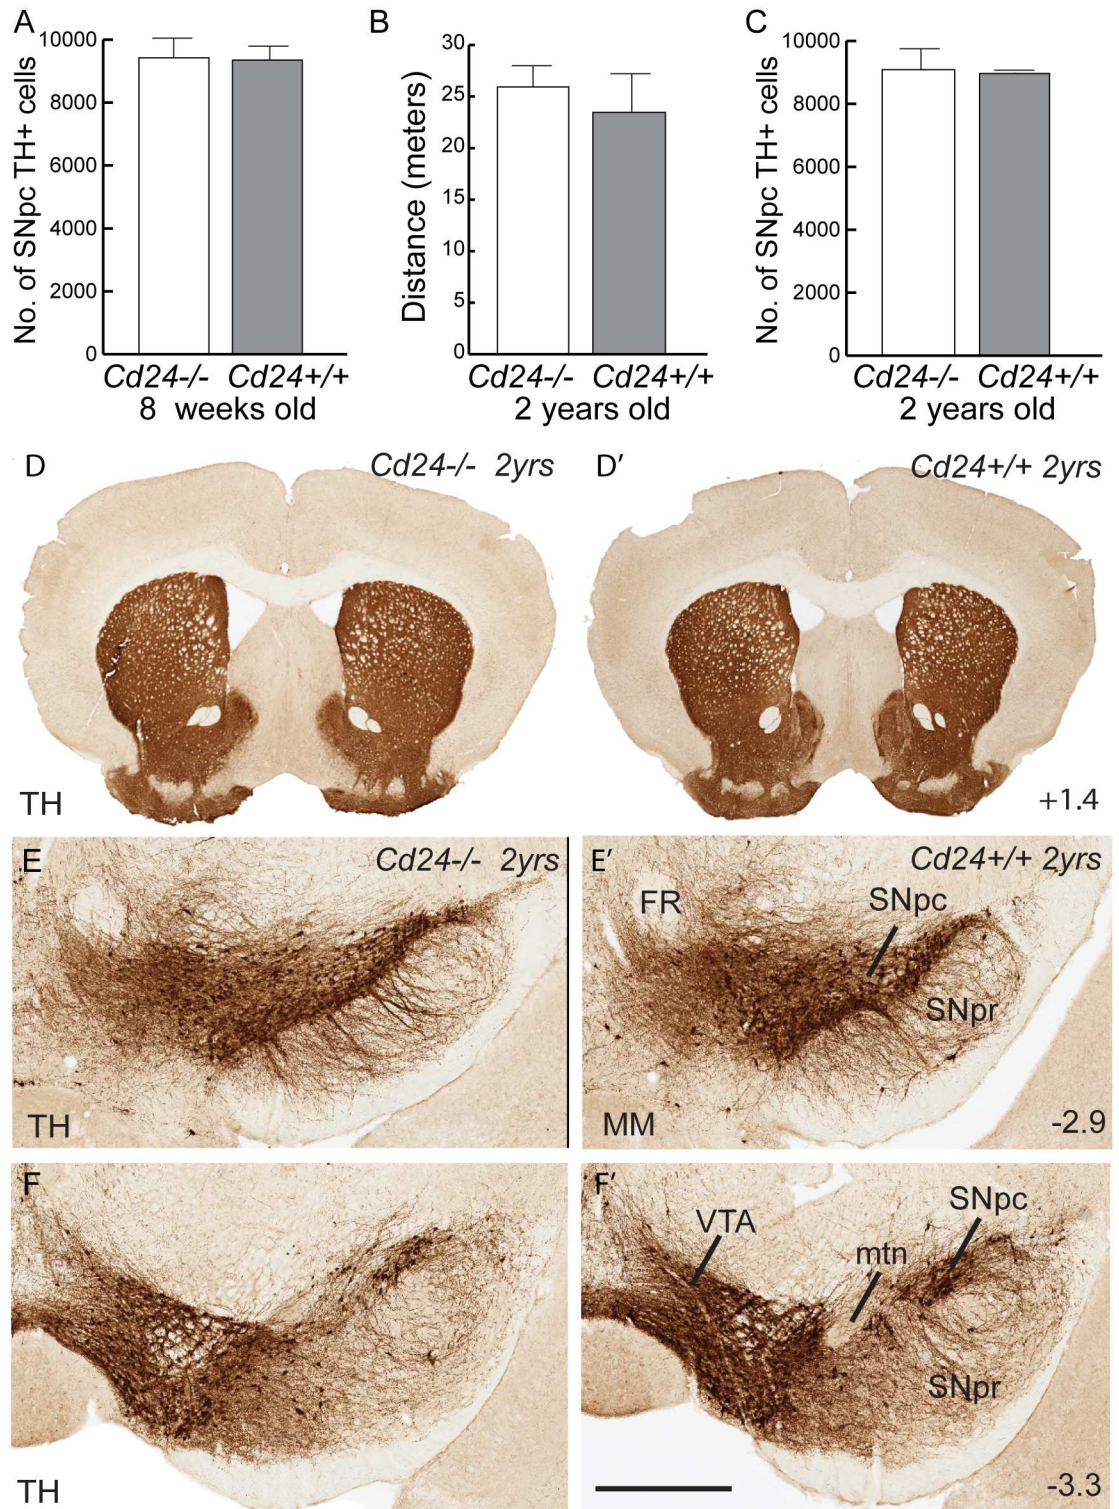 A
No. of SNpc TH+ cells
10000
8000
6000
4000
2000
0
Cd24-/- Cd24+/+
8 weeks old
B
Distance (meters)
30
25
20
15
10
5
0
Cd24-/- Cd24+/+
2 years old
C
No. of SNpc TH+ cells
10000
8000
6000
4000
2000
0
Cd24-/- Cd24+/+
2 years old
D
Cd24-/- 2yrs
TH
D'
Cd24+/+ 2yrs
+1.4
E
Cd24-/- 2yrs
TH
E'
Cd24+/+ 2yrs
FR
SNpc
SNpr
MM
-2.9
F
TH
F'
SNpc
VTA
mtn
SNpr
-3.3